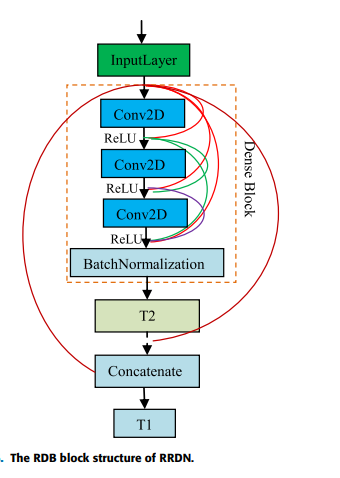 InputLayer
Conv2D
ReLU
Conv2D
ReLU
Conv2D
ReLU
Dense Block
BatchNormalization
T2
Concatenate
T1
. The RDB block structure of RRDN.